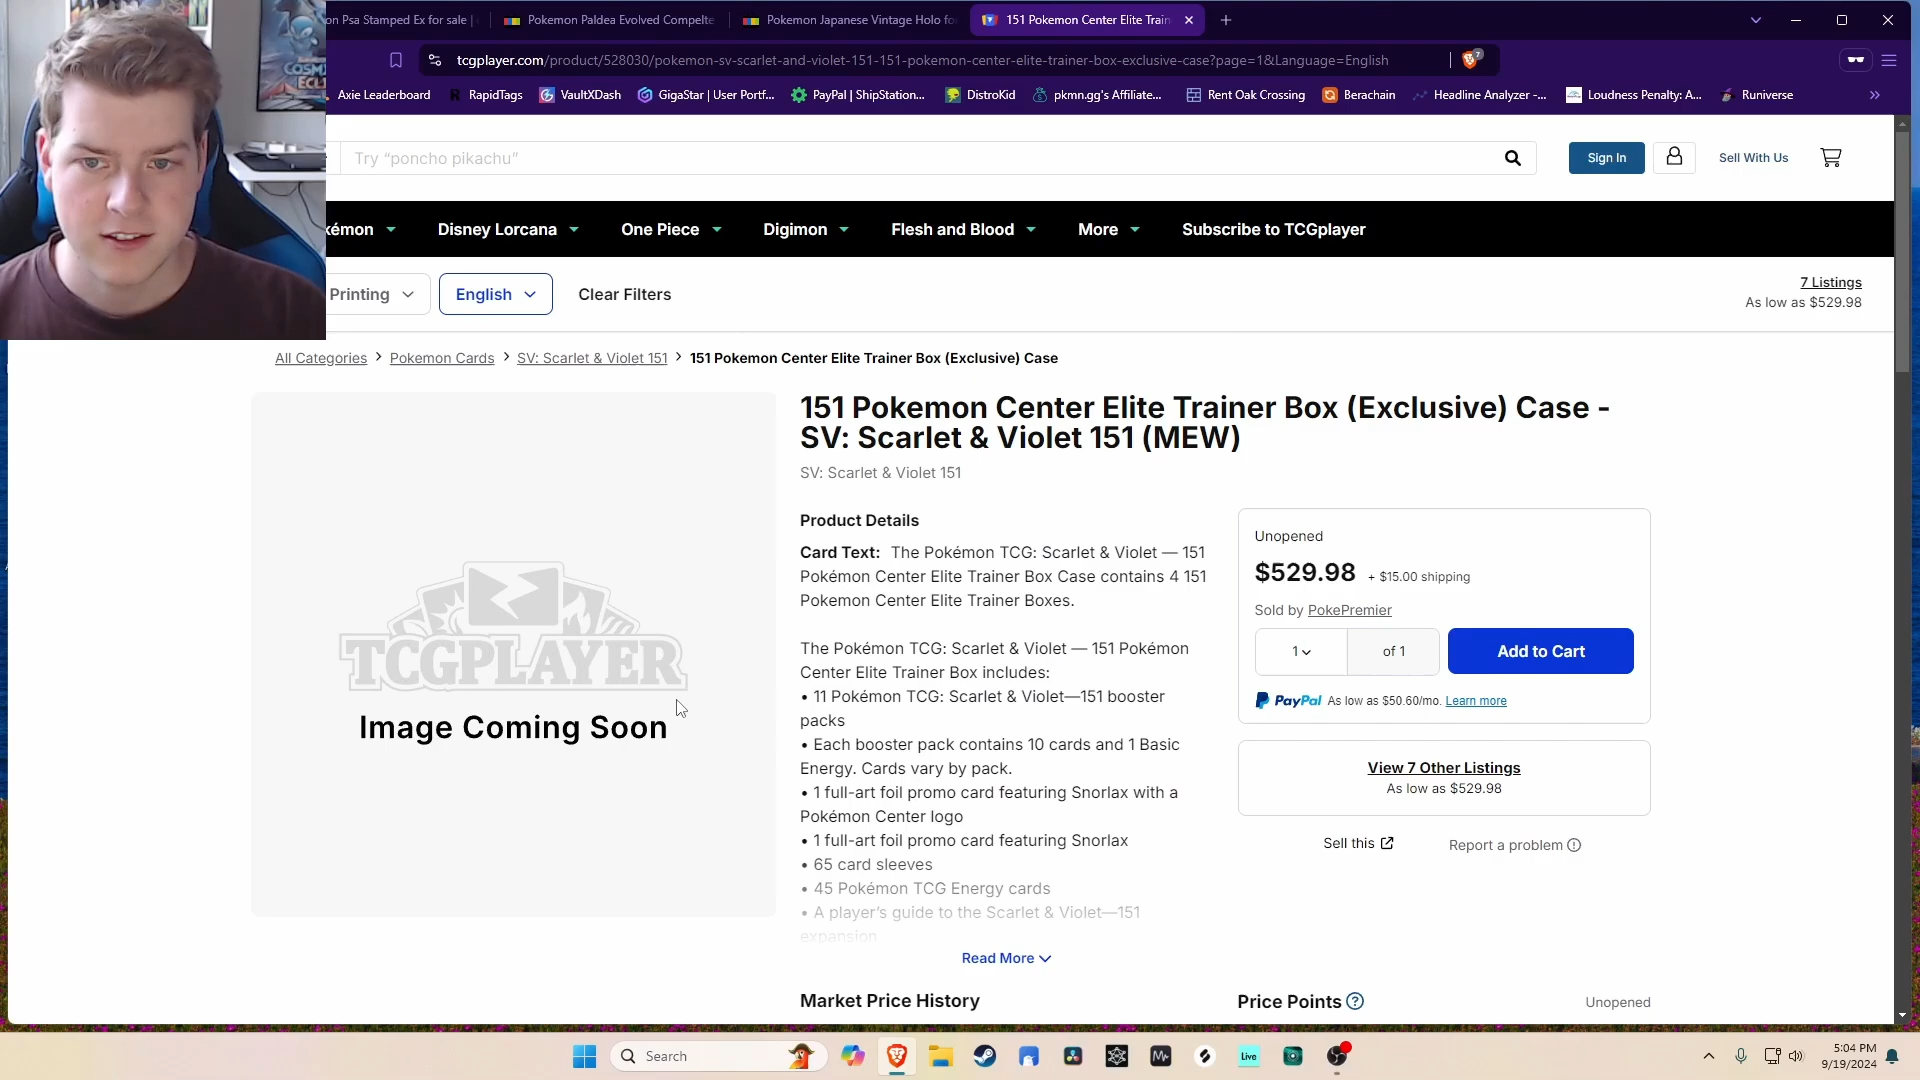 on Psa Stamped Ex for sale |
Pokemon Paldea Evolved Compelte
Pokemon Japanese Vintage Holo fo
151 Pokemon Center Elite Train
tcgplayer.com/product/528030/pokemon-sv-scarlet-and-violet-151-151-pokemon-center-elite-trainer-box-exclusive-case?page=1&Language=English
7
Axie Leaderboard
RapidTags
VaultXDash
GigaStar | User Portf...
PayPal | ShipStation...
DistroKid
pkmn.gg's Affiliate...
Rent Oak Crossing
Berachain
Headline Analyzer -...
Loudness Penalty: A...
Runiverse
COSMIC
ECLI
Try “poncho pikachu”
Sign In
Sell With Us
kémon
Disney Lorcana
One Piece
Digimon
Flesh and Blood
More
Subscribe to TCGplayer
Printing
English
Clear Filters
7 Listings
As low as $529.98
All Categories > Pokemon Cards > SV: Scarlet & Violet 151 > 151 Pokemon Center Elite Trainer Box (Exclusive) Case
TCGPLAYER
Image Coming Soon
151 Pokemon Center Elite Trainer Box (Exclusive) Case -
SV: Scarlet & Violet 151 (MEW)
SV: Scarlet & Violet 151
Product Details
Card Text: The Pokémon TCG: Scarlet & Violet — 151
Pokémon Center Elite Trainer Box Case contains 4 151
Pokemon Center Elite Trainer Boxes.
The Pokémon TCG: Scarlet & Violet — 151 Pokémon
Center Elite Trainer Box includes:
• 11 Pokémon TCG: Scarlet & Violet—151 booster
packs
• Each booster pack contains 10 cards and 1 Basic
Energy. Cards vary by pack.
• 1 full-art foil promo card featuring Snorlax with a
Pokémon Center logo
• 1 full-art foil promo card featuring Snorlax
• 65 card sleeves
• 45 Pokémon TCG Energy cards
• A player’s guide to the Scarlet & Violet—151
expansion
Read More
Unopened
$529.98 + $15.00 shipping
Sold by PokePremier
1
of 1
Add to Cart
PayPal As low as $50.60/mo. Learn more
View 7 Other Listings
As low as $529.98
Sell this
Report a problem
Market Price History
Price Points ?
Unopened
Search
Live
5:04 PM
9/19/2024